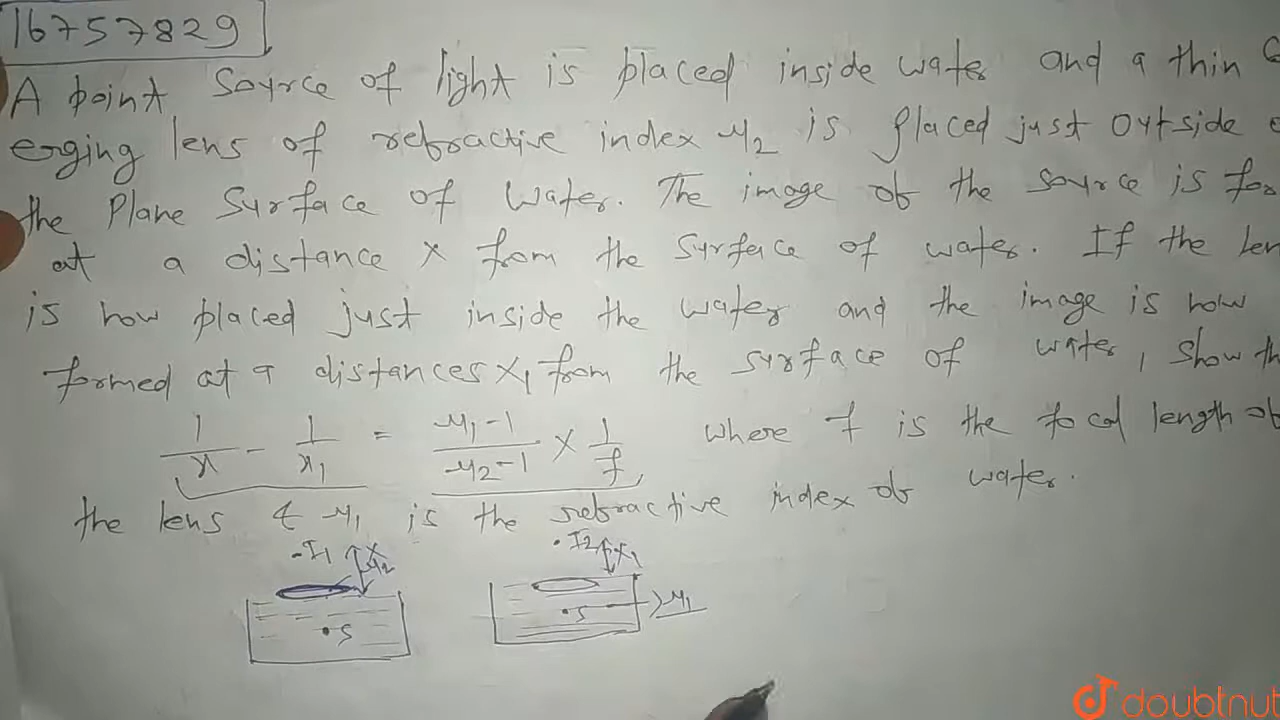 16757829
A point Source of light is placed inside water and a thin C
erging lens of refractive index μ2 is placed just outside o
the Plane Surface of water. The image of the source is for
at a distance x from the surface of water. If the len
is now placed just inside the water and the image is now
formed at a distances x1 from the surface of water, show th
1/x - 1/x1 = μ1-1/μ2-1 × 1/f, where f is the focal length of
the lens & μ1 is the refractive index of water.
I1 x μ2 I2 x1
S S μ1
doubtnut